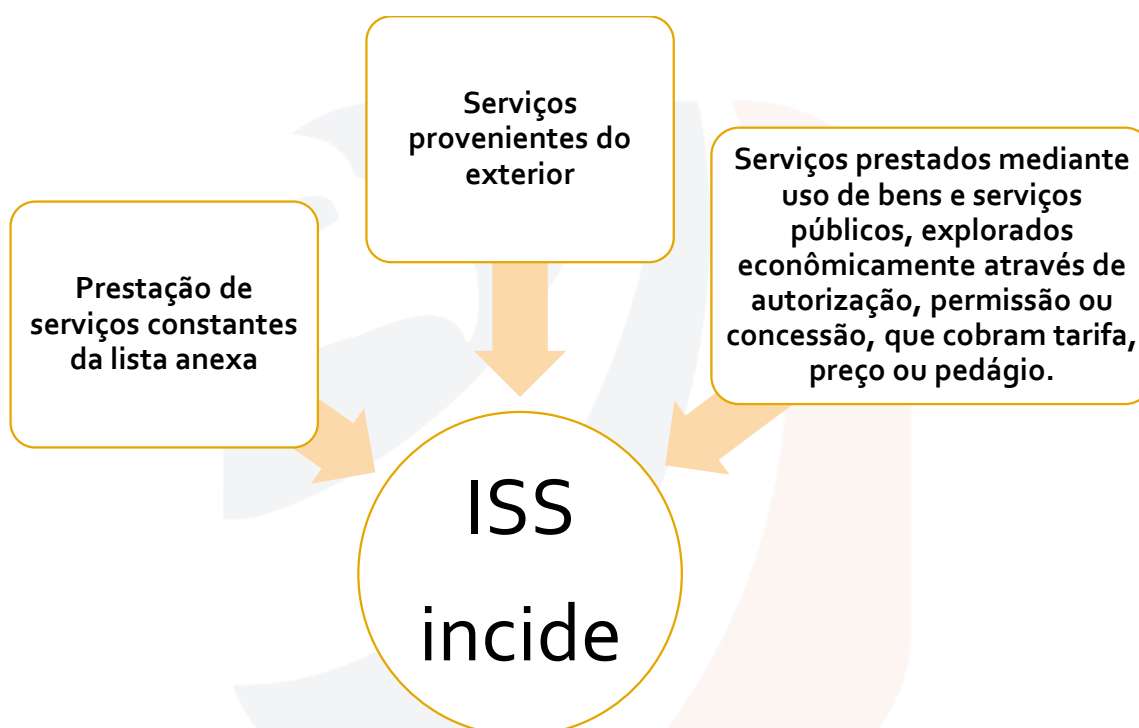 Prestação de
serviços constantes
da lista anexa
Serviços
provenientes do
exterior
Serviços prestados mediante
uso de bens e serviços
públicos, explorados
econômicamente através de
autorização, permissão ou
concessão, que cobram tarifa,
preço ou pedágio.
ISS
incide